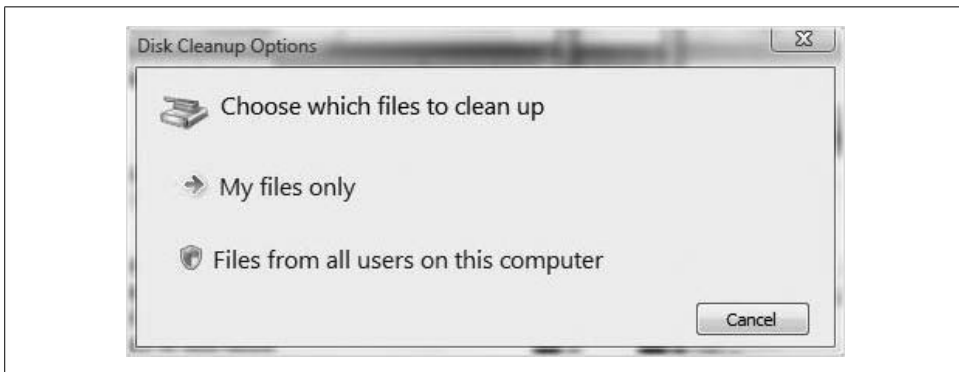 Disk Cleanup Options
Choose which files to clean up
My files only
Files from all users on this computer
Cancel